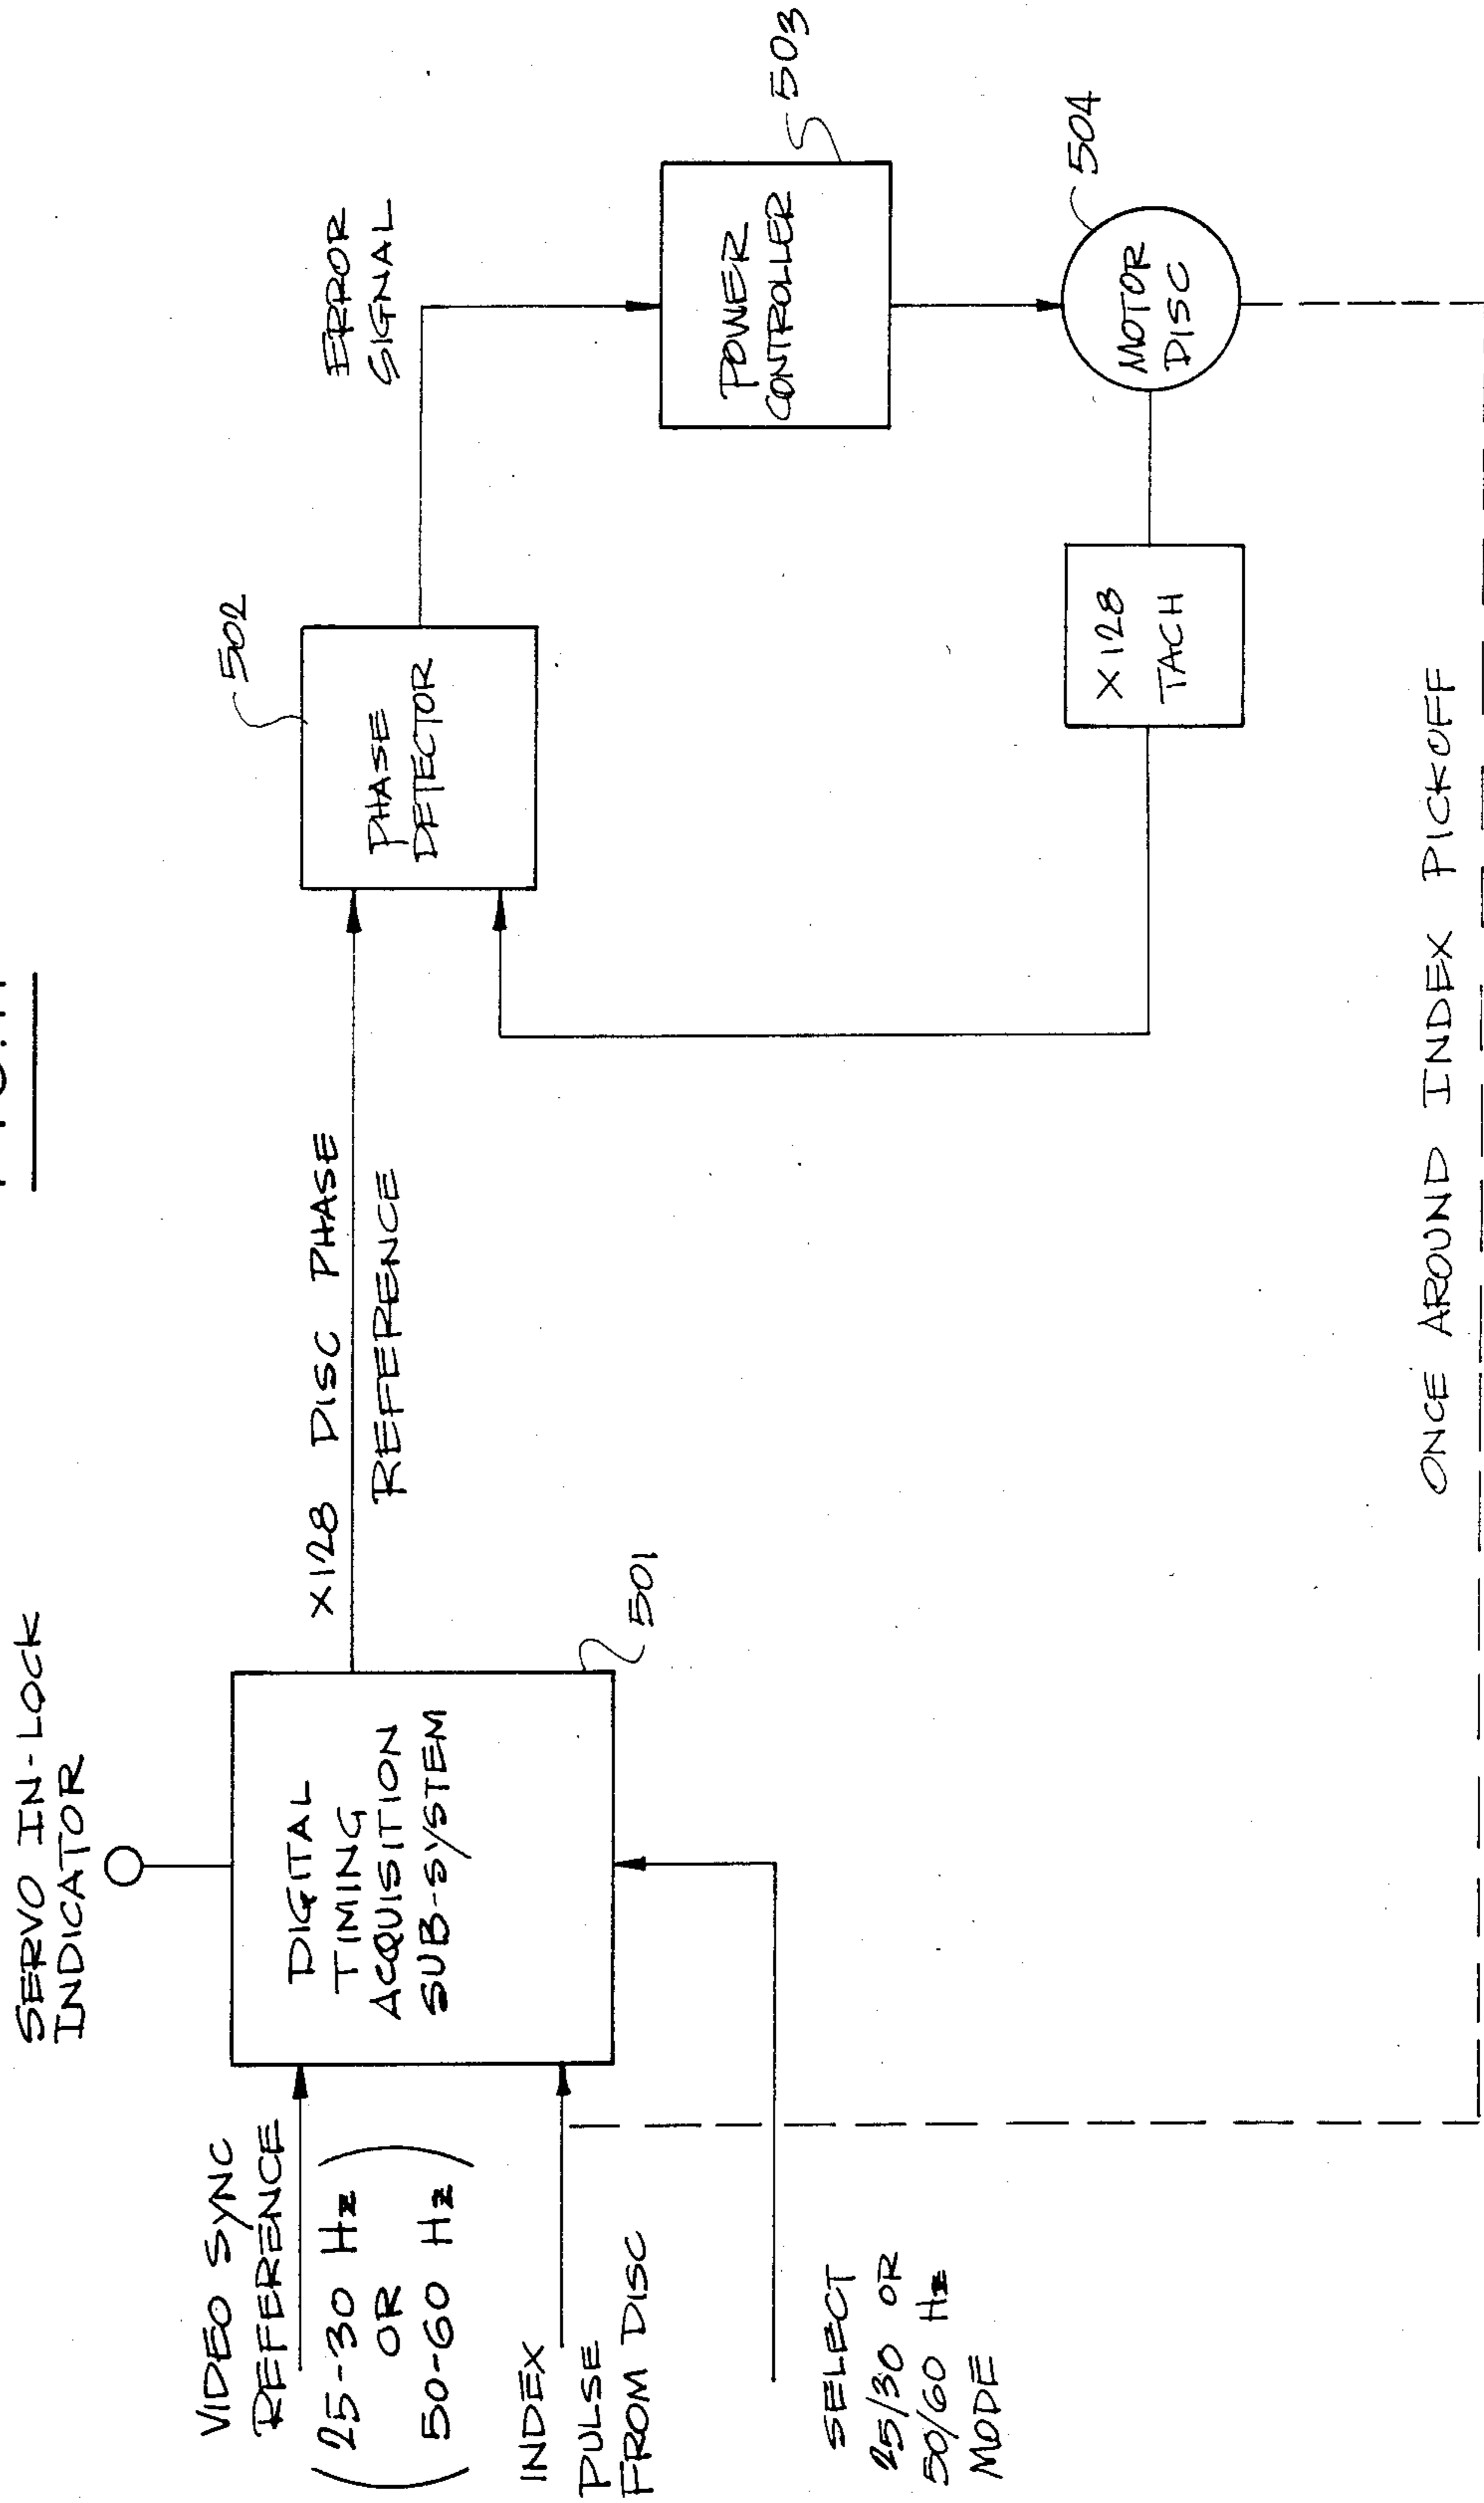 SERVO IN-LOCK
INDICATOR
VIDEO SYNC
REFERENCE
(25-30 Hz)
OR
50-60 Hz
INDEX
PULSE
FROM DISC
SELECT
25/30 OR
50/60 Hz
MODE
DIGITAL
TIMING
ACQUISITION
SUB-SYSTEM
501
X128 DISC PHASE
REFERENCE
502
PHASE
DETECTOR
ERROR
SIGNAL
POWER
CONTROLLER
503
MOTOR
DISC
504
X128
TACH
ONCE AROUND INDEX PICKOFF